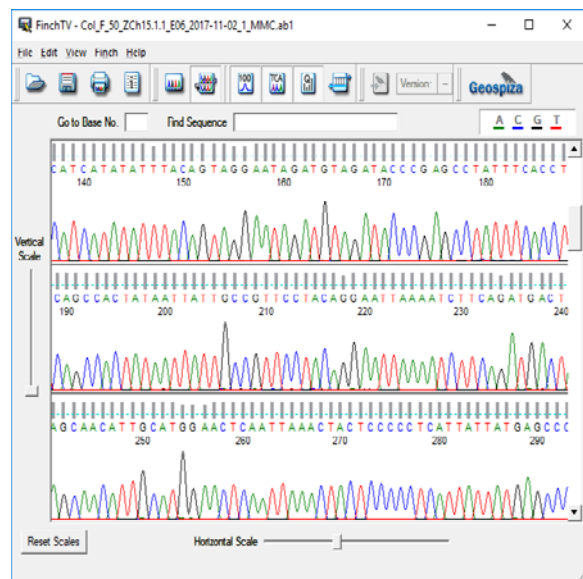 FinchTV - Col_F_50_ZCh15.1.1_E06_2017-11-02_1_MMC.ab1
File Edit View Finch Help
100 TCA Version: Geospiza
Go to Base No. Find Sequence A C G T
CATCATATATTTACAGTAGGAATAGATGTAGATACCCGAGCCTATTTCACCT
140 150 160 170 180
Vertical Scale
CAGCCACTATAATTATTGCCGTTCCTACAGGAATTAAAATCTTCAGATGACT
190 200 210 220 230 240
AGCAACATTGCATGGAACTCAATTAAACTACTCCCCCTCATTATTATGAGCCC
250 260 270 280 290
Reset Scales Horizontal Scale